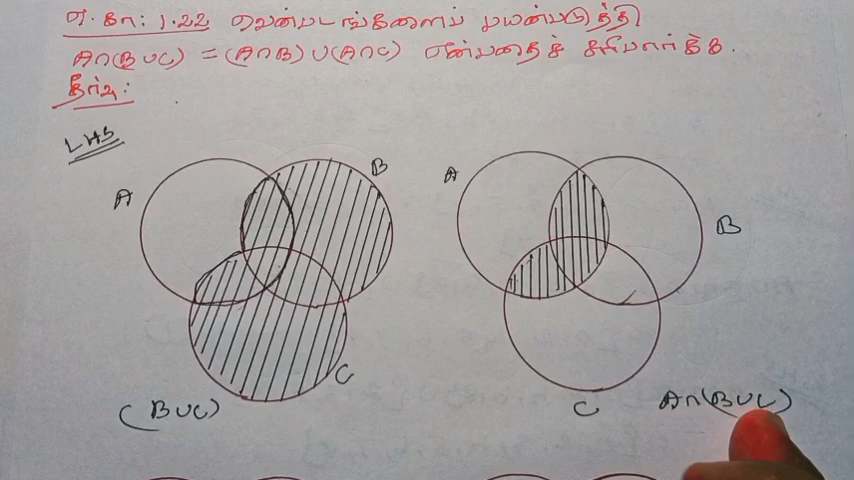 எ.கா: 1.22 வென்படங்களைப் பயன்படுத்தி
A∩(B∪C) = (A∩B)∪(A∩C) என்பதைச் சரிபார்க்க.
தீர்வு:
LHS
A
B
C
(B∪C)
A
B
C
A∩(B∪C)